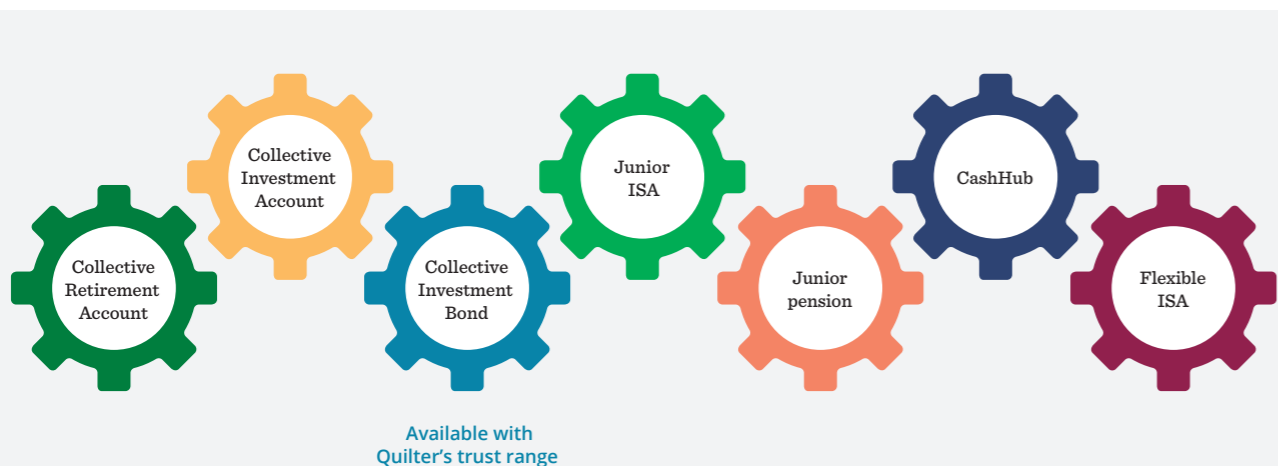 Collective
Retirement
Account
Collective
Investment
Account
Collective
Investment
Bond
Available with
Quilter's trust range
Junior
ISA
Junior
pension
CashHub
Flexible
ISA